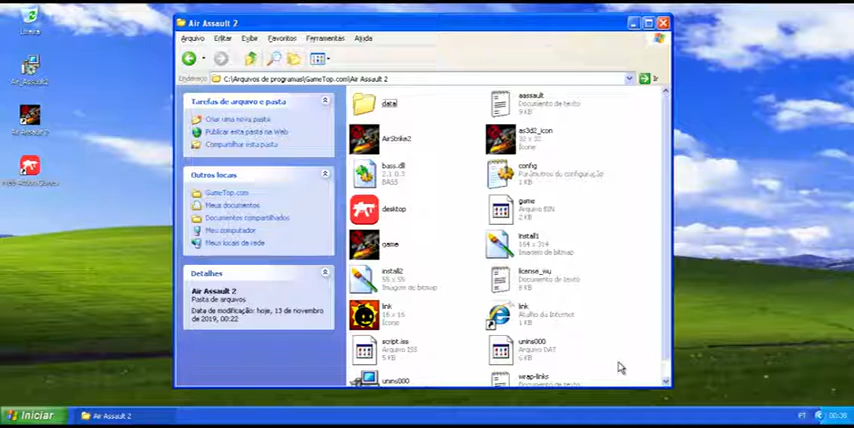 Air Assault 2
Arquivo Editar Exibir Favoritos Ferramentas Ajuda
Endereço C:\Arquivos de programas\GameTop.com\Air Assault 2
Lixeira
Air Assault 2
Tarefas de arquivo e pasta
Criar uma nova pasta
Publicar esta pasta na Web
Compartilhar esta pasta
Outros locais
GameTop.com
Meus documentos
Documentos compartilhados
Meu computador
Meus locais de rede
Detalhes
Air Assault 2
Pasta de arquivos
Data de modificação: hoje, 13 de novembro
de 2019, 00:22
data
aassault
Documento de texto
9 KB
AirStrike2
as3d2_icon
32 x 32
Ícone
bass.dll
2.1.0.3
BASS
config
Parâmetros de configuração
1 KB
desktop
game
Arquivo BIN
2 KB
game
install1
164 x 314
Imagem de bitmap
install2
55 x 55
Imagem de bitmap
license_wu
Documento de texto
link
16 x 16
Ícone
link
Atalho da Internet
1 KB
script.iss
Arquivo ISS
5 KB
unins000
Arquivo DAT
6 KB
unins000
wrap-links
Documento de texto
Iniciar
Air Assault 2
PT
00:38